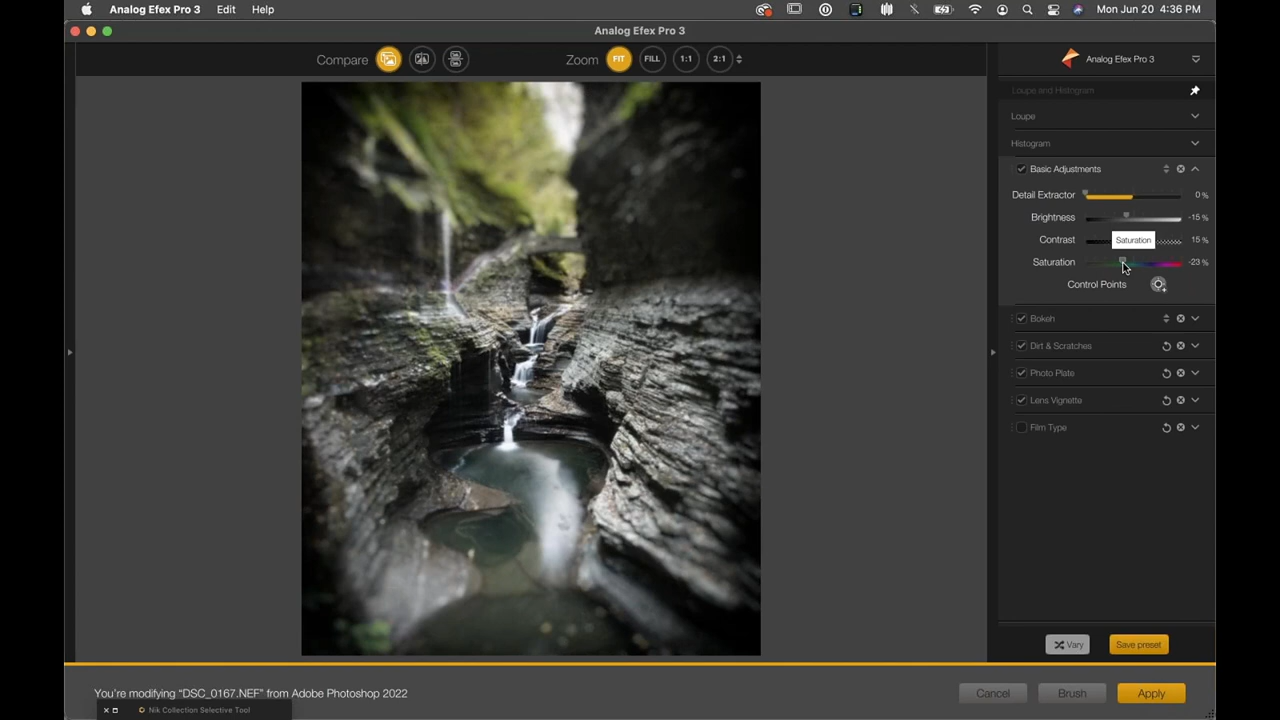 Analog Efex Pro 3 Edit Help Mon Jun 20 4:36 PM
Analog Efex Pro 3
Compare Zoom FIT FILL 1:1 2:1
Analog Efex Pro 3
Loupe and Histogram
Loupe
Histogram
Basic Adjustments
Detail Extractor 0 %
Brightness -15 %
Contrast 15 %
Saturation
Saturation -23 %
Control Points
Bokeh
Dirt & Scratches
Photo Plate
Lens Vignette
Film Type
Vary Save preset
You're modifying "DSC_0167.NEF" from Adobe Photoshop 2022
Cancel Brush Apply
Nik Collection Selective Tool